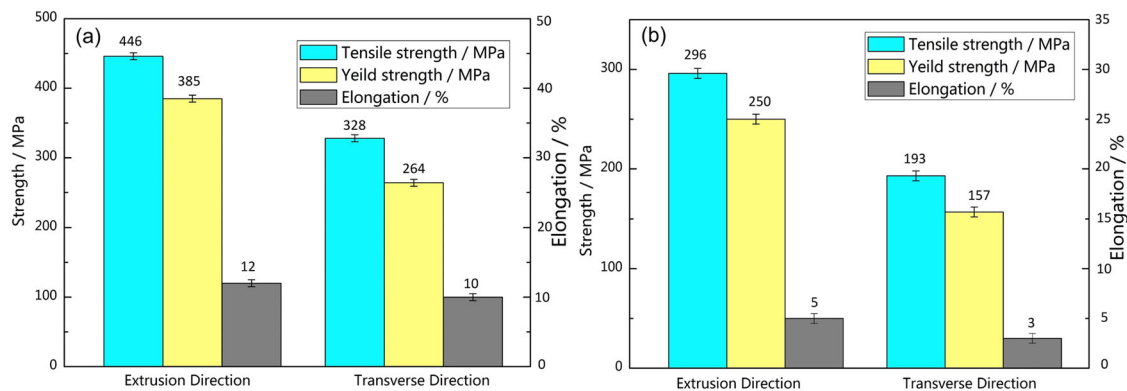 (a)
Tensile strength / MPa
Yeild strength / MPa
Elongation / %
Strength / MPa
500
400
300
200
100
0
446
385
12
328
264
10
50
40
30
20
10
0
Elongation / %
Extrusion Direction
Transverse Direction
(b)
Tensile strength / MPa
Yeild strength / MPa
Elongation / %
Strength / MPa
300
200
100
0
296
250
5
193
157
3
35
30
25
20
15
10
5
0
Elongation / %
Extrusion Direction
Transverse Direction